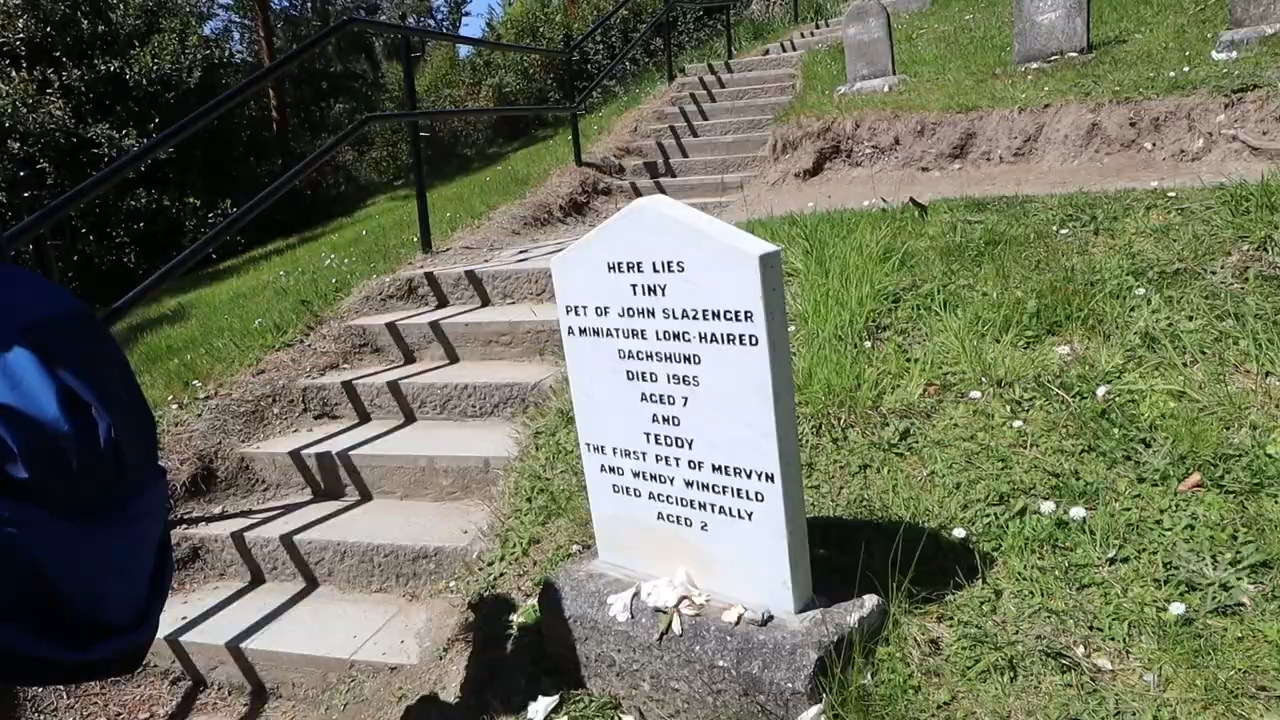 HERE LIES
TINY
PET OF JOHN SLAZENGER
A MINIATURE LONG-HAIRED
DACHSHUND
DIED 1965
AGED 7
AND
TEDDY
THE FIRST PET OF MERVYN
AND WENDY WINGFIELD
DIED ACCIDENTALLY
AGED 2